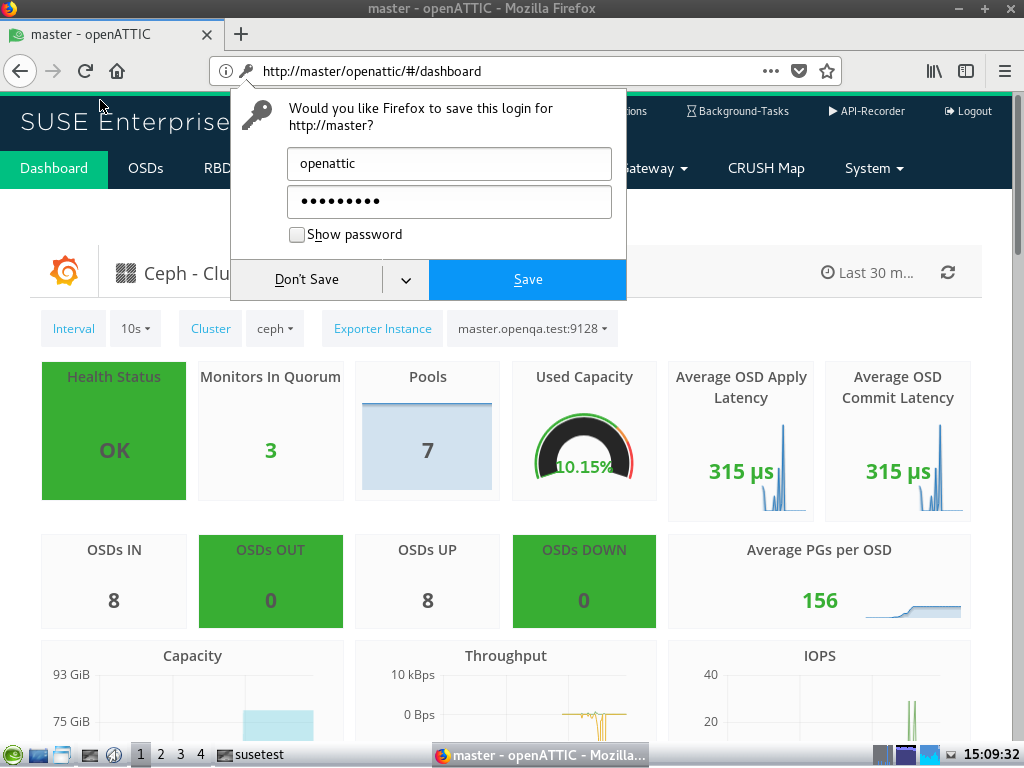 master - openATTIC - Mozilla Firefox
master - openATTIC
http://master/openattic/#/dashboard
SUSE Enterprise
ions
Background-Tasks
API-Recorder
Logout
Dashboard
OSDs
RBD
Gateway
CRUSH Map
System
Would you like Firefox to save this login for
http://master?
openattic
•••••••••
Show password
Don't Save
Save
Ceph - Clu
Last 30 m...
Interval
10s
Cluster
ceph
Exporter Instance
master.openqa.test:9128
Health Status
OK
Monitors In Quorum
3
Pools
7
Used Capacity
10.15%
Average OSD Apply
Latency
315 µs
Average OSD
Commit Latency
315 µs
OSDs IN
8
OSDs OUT
0
OSDs UP
8
OSDs DOWN
0
Average PGs per OSD
156
Capacity
93 GiB
75 GiB
Throughput
10 kBps
0 Bps
IOPS
40
20
1
2
3
4
susetest
master - openATTIC - Mozilla...
15:09:32